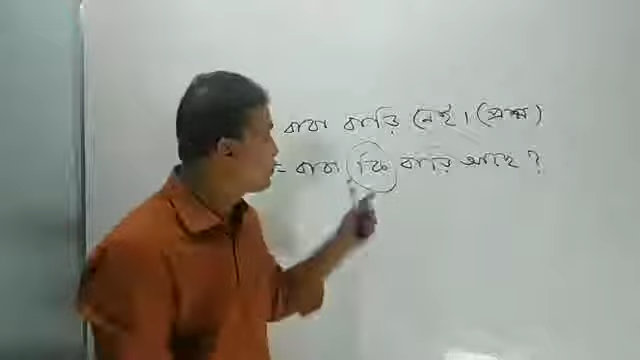 বাবা বাড়ি নেই। (প্রশ্ন)
= বাবা কি বাড়ি আছে ?